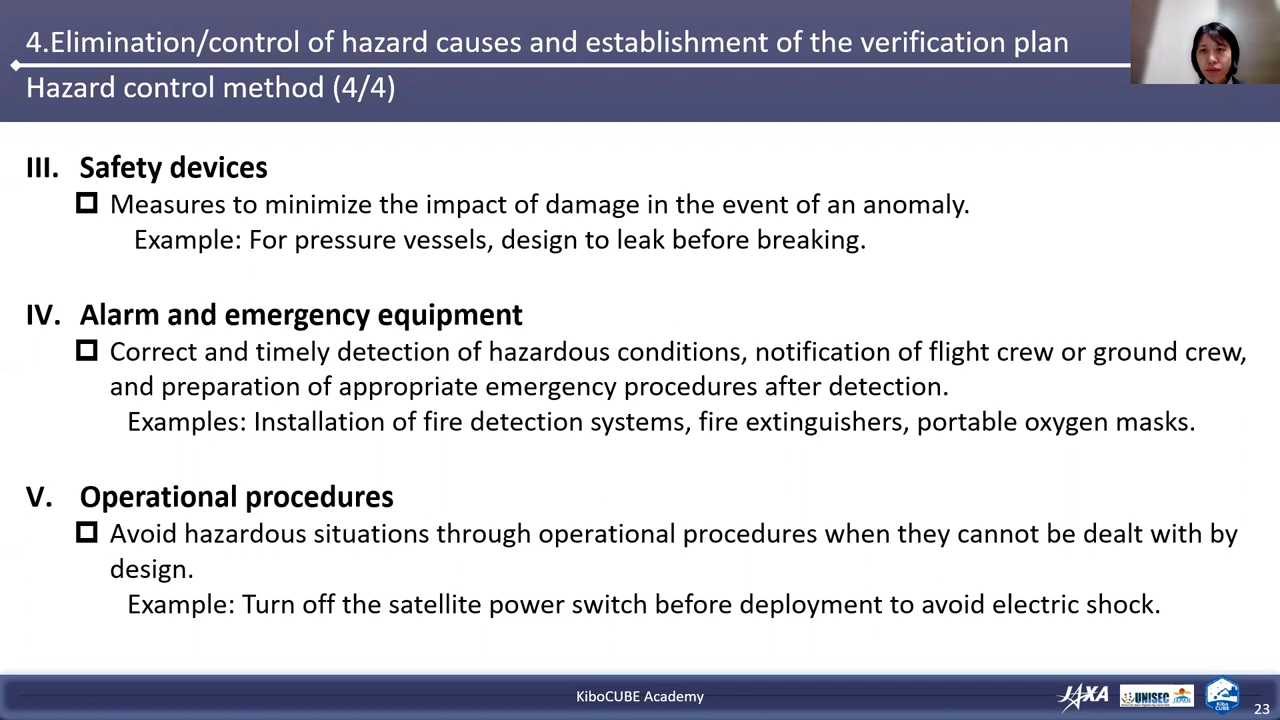 4.Elimination/control of hazard causes and establishment of the verification plan
Hazard control method (4/4)
III. Safety devices
Measures to minimize the impact of damage in the event of an anomaly.
Example: For pressure vessels, design to leak before breaking.
IV. Alarm and emergency equipment
Correct and timely detection of hazardous conditions, notification of flight crew or ground crew,
and preparation of appropriate emergency procedures after detection.
Examples: Installation of fire detection systems, fire extinguishers, portable oxygen masks.
V. Operational procedures
Avoid hazardous situations through operational procedures when they cannot be dealt with by
design.
Example: Turn off the satellite power switch before deployment to avoid electric shock.
KiboCUBE Academy
JAXA
UNISEC
Kibo
CUBE
23